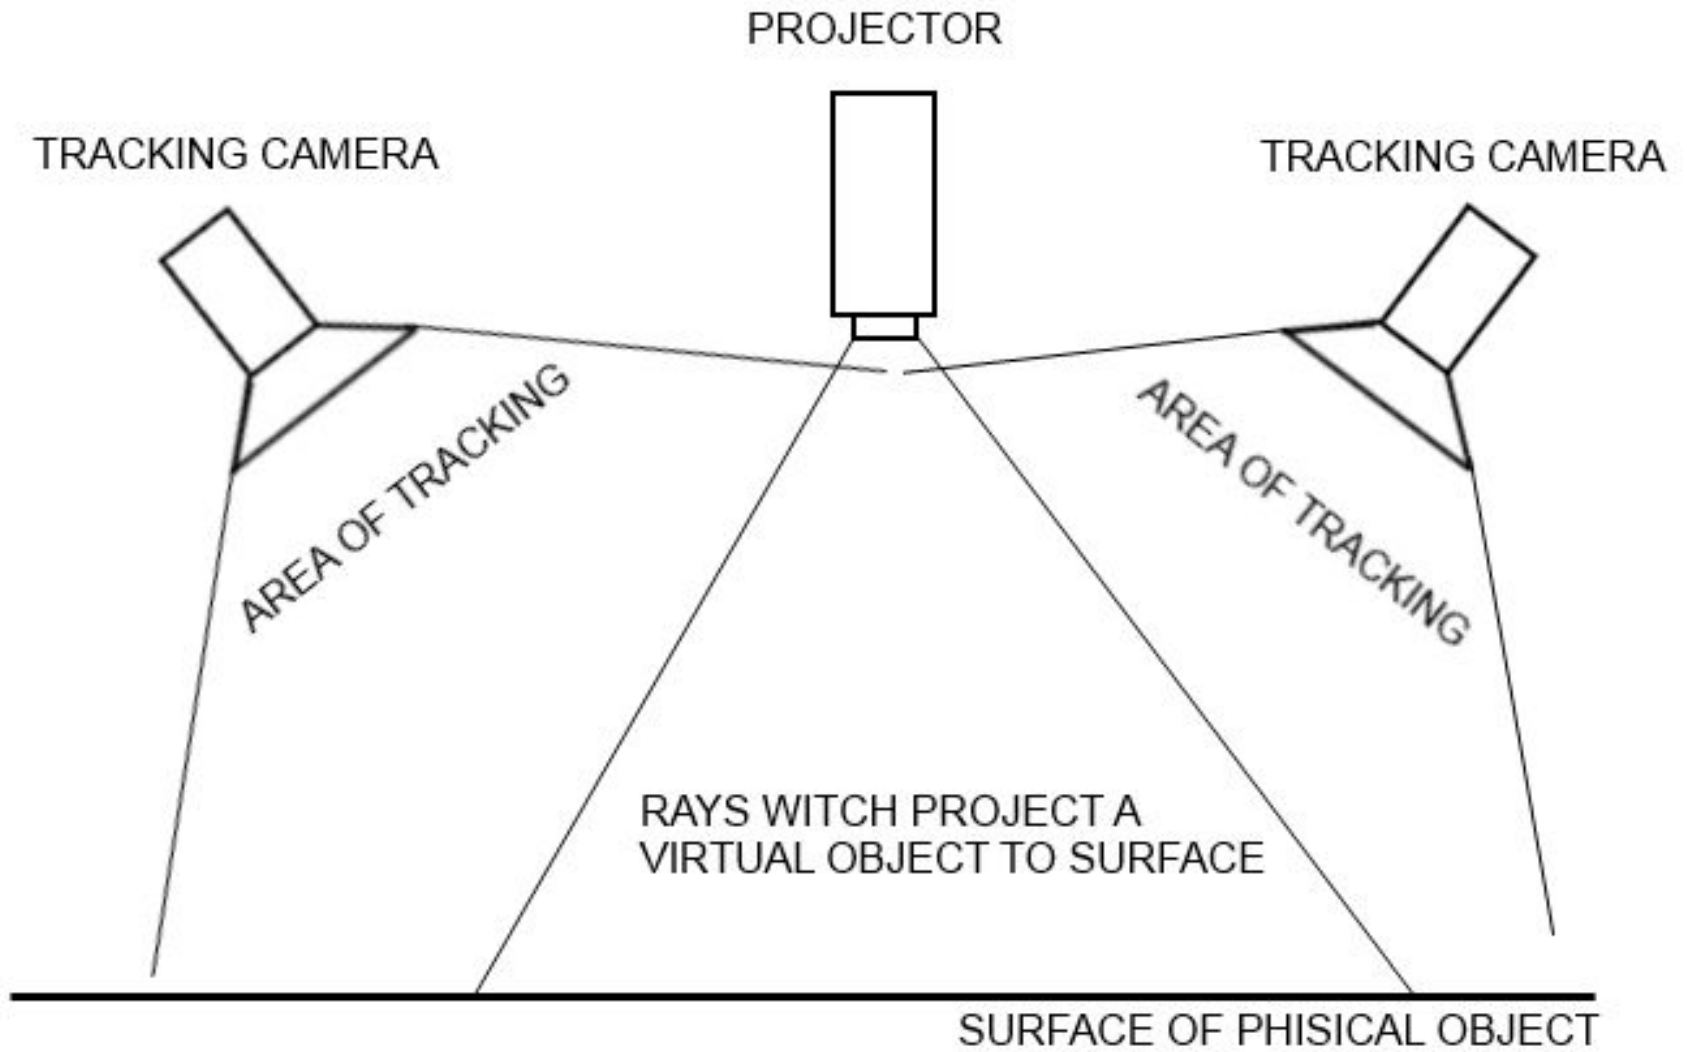 PROJECTOR
TRACKING CAMERA
TRACKING CAMERA
AREA OF TRACKING
AREA OF TRACKING
RAYS WITCH PROJECT A
VIRTUAL OBJECT TO SURFACE
SURFACE OF PHISICAL OBJECT